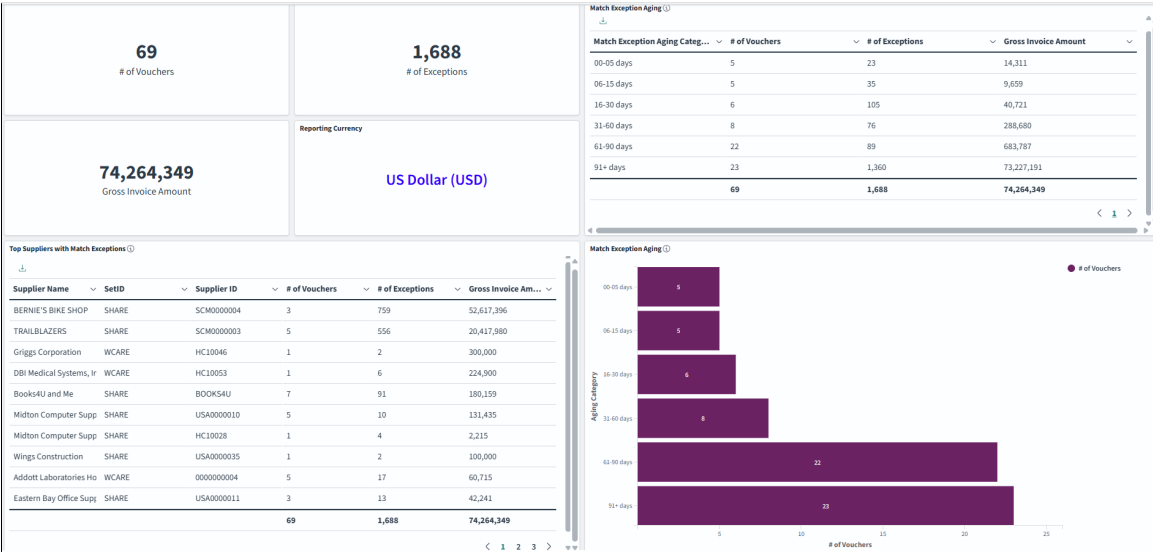 69
# of Vouchers
1,688
# of Exceptions
74,264,349
Gross Invoice Amount
Reporting Currency
US Dollar (USD)
Match Exception Aging
Match Exception Aging Categ... # of Vouchers # of Exceptions Gross Invoice Amount
00-05 days 5 23 14,311
06-15 days 5 35 9,659
16-30 days 6 105 40,721
31-60 days 8 76 288,680
61-90 days 22 89 683,787
91+ days 23 1,360 73,227,191
69 1,688 74,264,349
1
Top Suppliers with Match Exceptions
Supplier Name SetID Supplier ID # of Vouchers # of Exceptions Gross Invoice Am...
BERNIE'S BIKE SHOP SHARE SCM0000004 3 759 52,617,396
TRAILBLAZERS SHARE SCM0000003 5 556 20,417,980
Griggs Corporation WCARE HC10046 1 2 300,000
DBI Medical Systems, Ir WCARE HC10053 1 6 224,900
Books4U and Me SHARE BOOKS4U 7 91 180,159
Midton Computer Supp SHARE USA0000010 5 10 131,435
Midton Computer Supp SHARE HC10028 1 4 2,215
Wings Construction SHARE USA0000035 1 2 100,000
Addott Laboratories Ho WCARE 0000000004 5 17 60,715
Eastern Bay Office Supp SHARE USA0000011 3 13 42,241
69 1,688 74,264,349
1 2 3
Match Exception Aging
# of Vouchers
Aging Category
00-05 days 5
06-15 days 5
16-30 days 6
31-60 days 8
61-90 days 22
91+ days 23
5 10 15 20 25
# of Vouchers